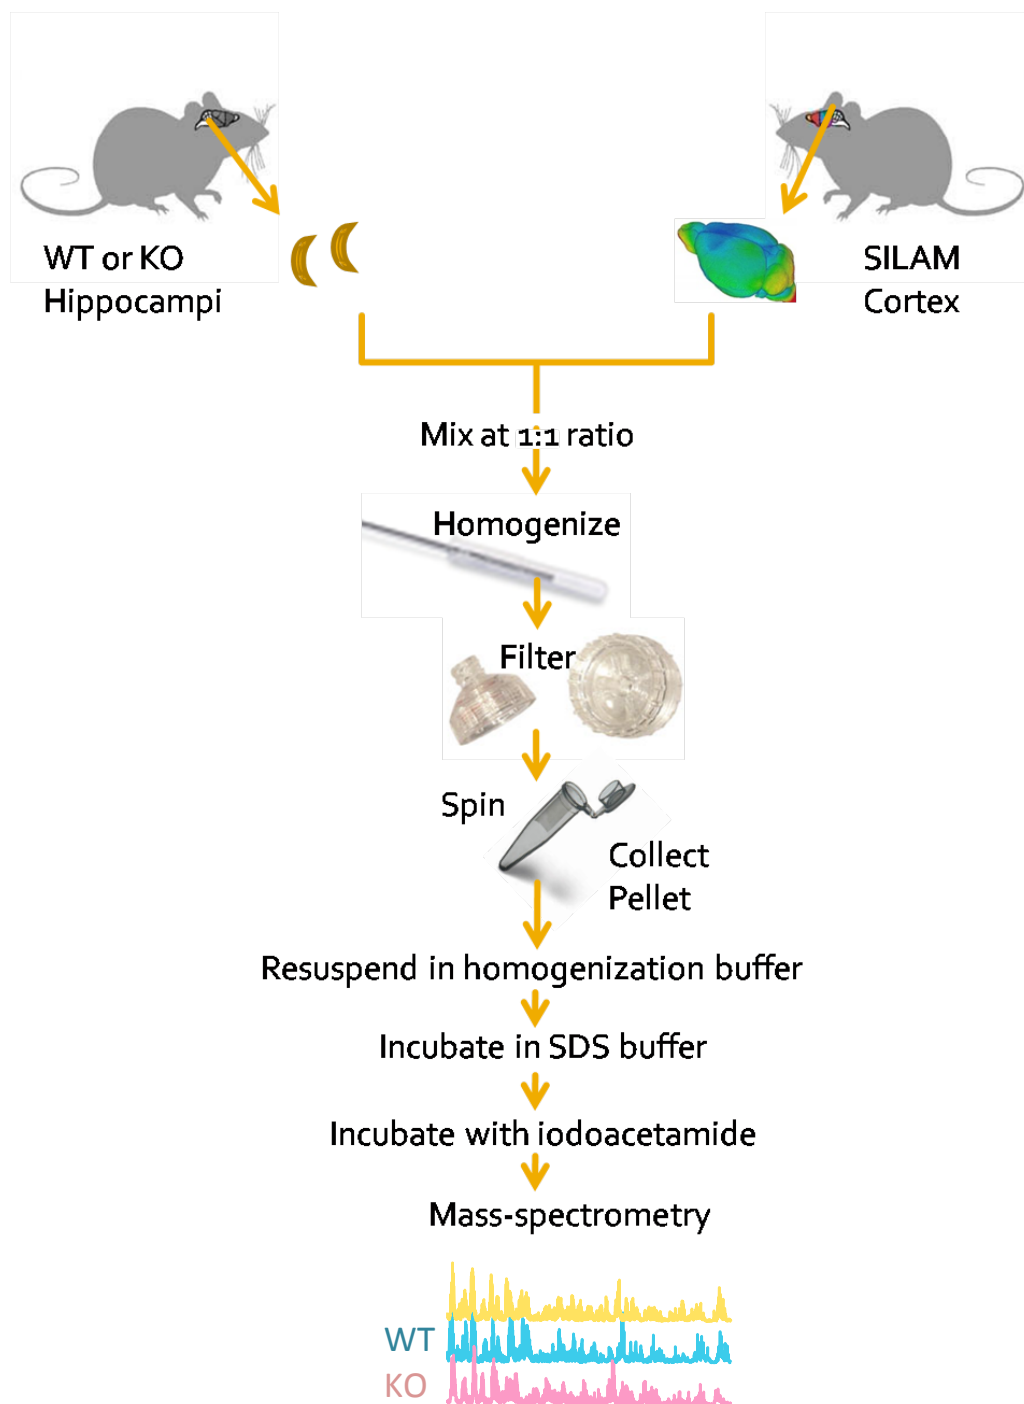 WT or KO
Hippocampi
SILAM
Cortex
Mix at 1:1 ratio
Homogenize
Filter
Spin
Collect
Pellet
Resuspend in homogenization buffer
Incubate in SDS buffer
Incubate with iodoacetamide
Mass-spectrometry
WT
KO